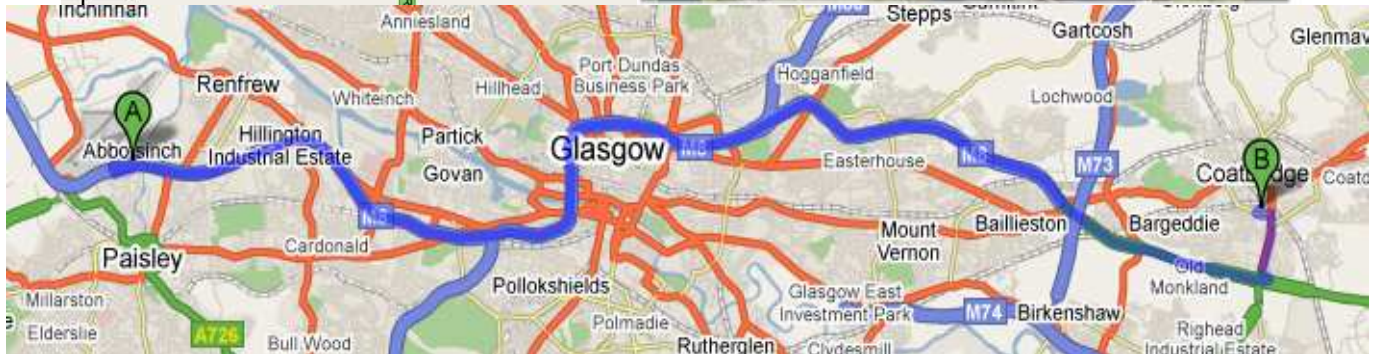 Inchinnan
Anniesland
Stepps
Gartcosh
Glenmav
Renfrew
Whiteinch
Hillhead
Port Dundas
Business Park
Hogganfield
Lochwood
A
Abbotsinch
Hillington
Industrial Estate
Partick
Govan
Glasgow
M8
Easterhouse
M8
M73
B
Coatbridge
Coatd
M8
Cardonald
Paisley
Pollokshields
Mount
Vernon
Baillieston
Bargeddie
Old
Monkland
Millarston
Elderslie
A726
Bull Wood
Polmadie
Rutherglen
Glasgow East
Investment Park
Clydesmill
M74
Birkenshaw
Righead
Industrial Estate